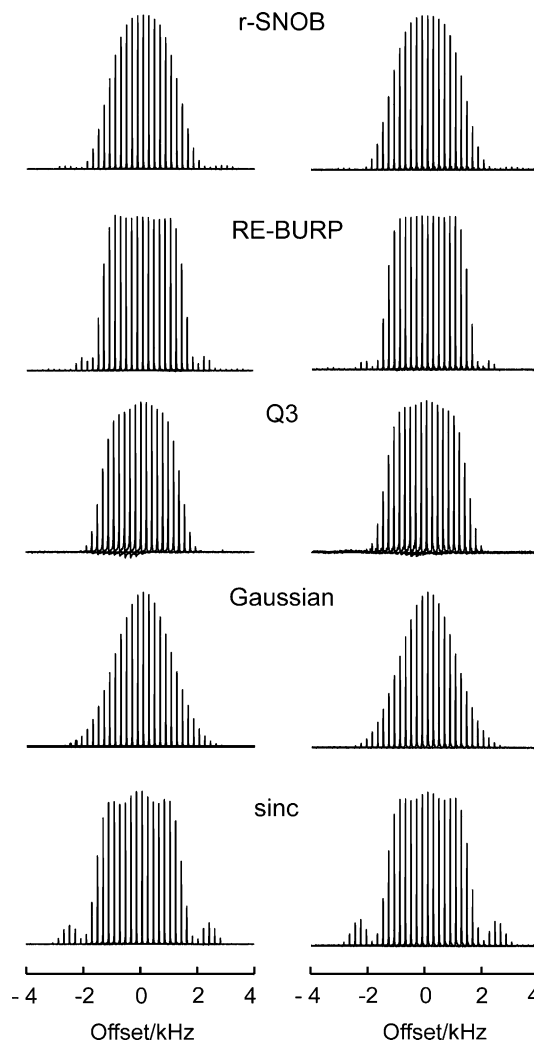 r-SNOB
RE-BURP
Q3
Gaussian
sinc
- 4 -2 0 2 4 - 4 -2 0 2 4
Offset/kHz Offset/kHz